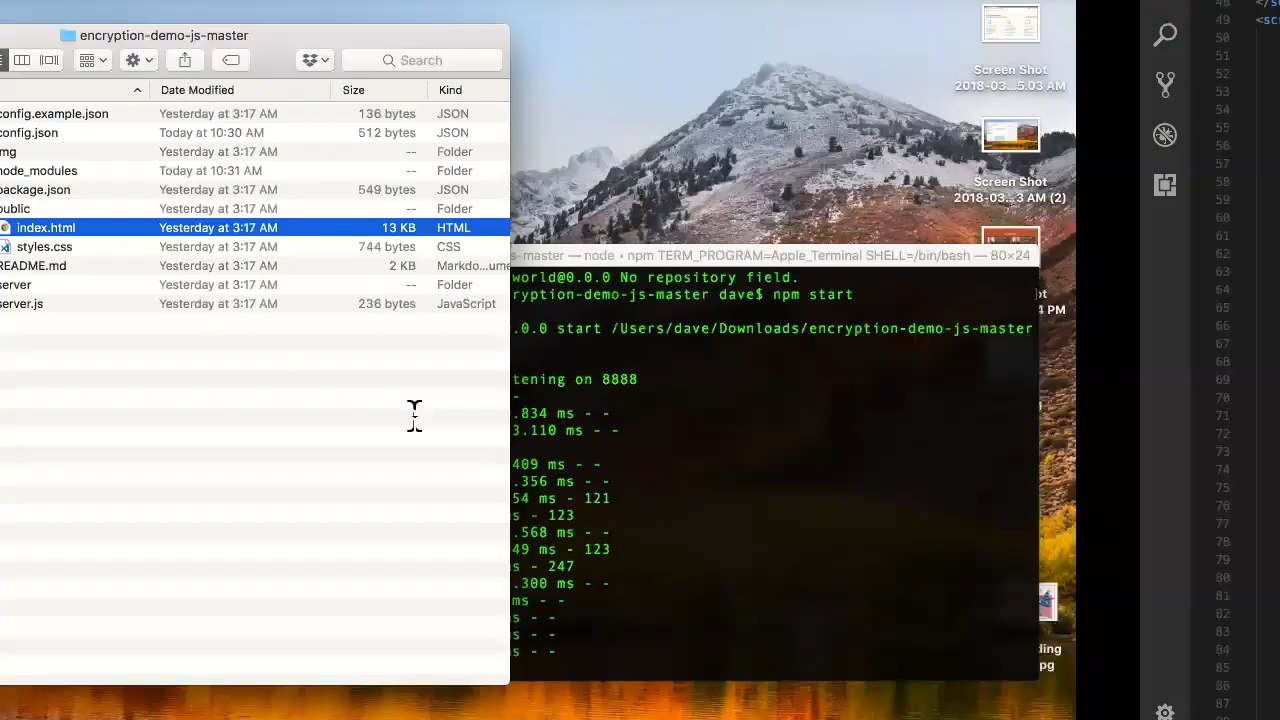 encryption-demo-js-master
Search
Date Modified
Size
Kind
config.example.json Yesterday at 3:17 AM 136 bytes JSON
config.json Today at 10:30 AM 512 bytes JSON
mg Yesterday at 3:17 AM -- Folder
node_modules Today at 10:31 AM -- Folder
package.json Yesterday at 3:17 AM 549 bytes JSON
public Yesterday at 3:17 AM -- Folder
index.html Yesterday at 3:17 AM 13 KB HTML
styles.css Yesterday at 3:17 AM 744 bytes CSS
README.md Yesterday at 3:17 AM 2 KB Markdo...ume
server Yesterday at 3:17 AM -- Folder
server.js Yesterday at 3:17 AM 236 bytes JavaScript
Screen Shot
2018-03...5.03 AM
Screen Shot
2018-03...3 AM (2)
s-master — node • npm TERM_PROGRAM=Apple_Terminal SHELL=/bin/bash — 80×24
world@0.0.0 No repository field.
ryption-demo-js-master dave$ npm start
.0.0 start /Users/dave/Downloads/encryption-demo-js-master
tening on 8888
-
.834 ms - -
3.110 ms - -
409 ms - -
.356 ms - -
54 ms - 121
s - 123
.568 ms - -
49 ms - 123
s - 247
.300 ms - -
ms - -
s - -
s - -
s - -
ot
4 PM
ding
pg
48 </s
49 <sc
50
51
52
53
54
55
56
57
58
59
60
61
62
63
64
65
66
67
68
69
70
71
72
73
74
75
76
77
78
79
80
81
82
83
84
85
86
87